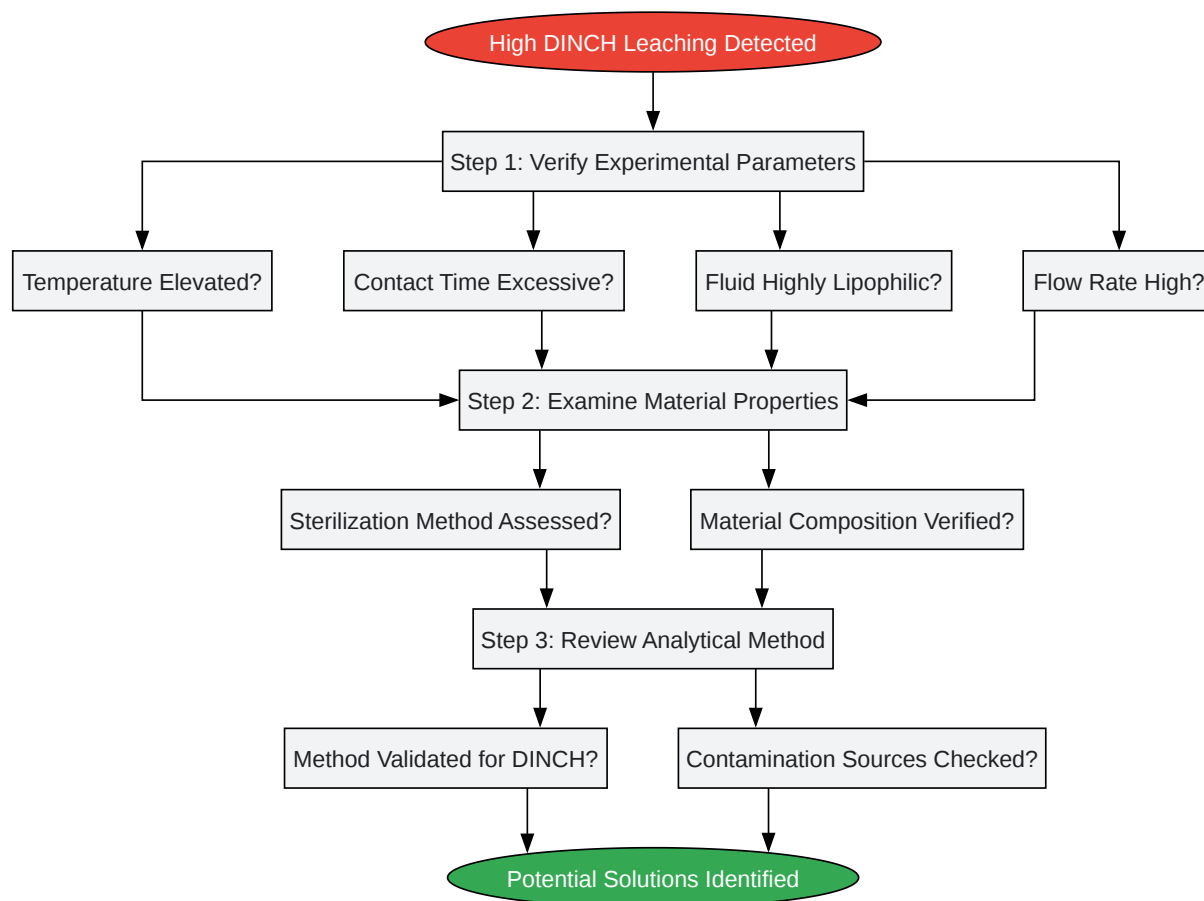 High DINCH Leaching Detected
Step 1: Verify Experimental Parameters
Temperature Elevated?
Contact Time Excessive?
Fluid Highly Lipophilic?
Flow Rate High?
Step 2: Examine Material Properties
Sterilization Method Assessed?
Material Composition Verified?
Step 3: Review Analytical Method
Method Validated for DINCH?
Contamination Sources Checked?
Potential Solutions Identified